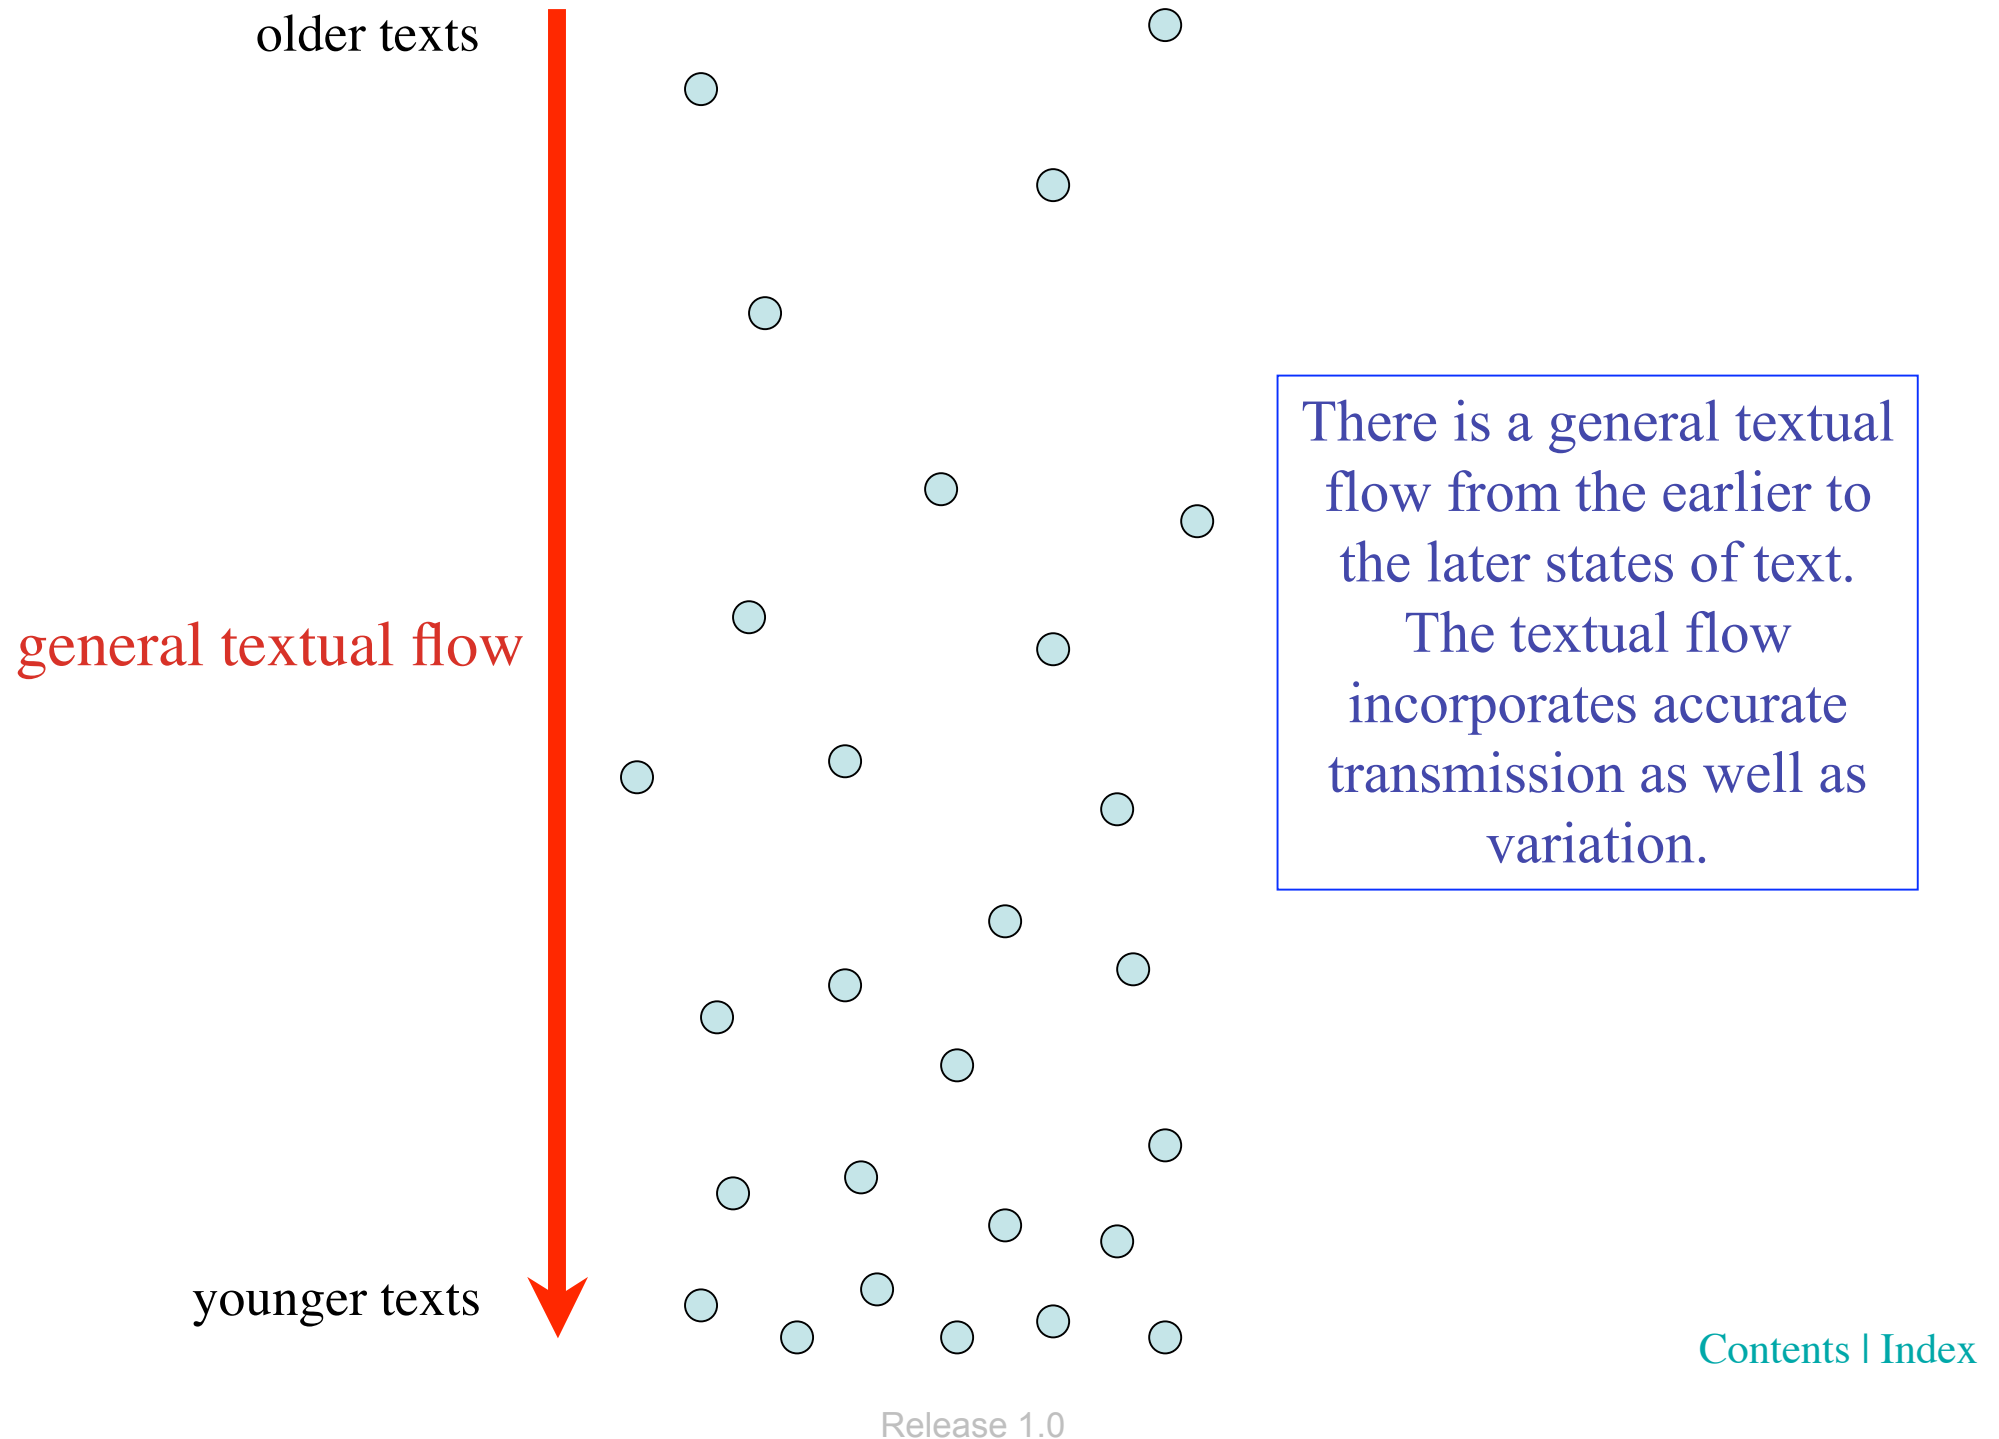 older texts
general textual flow
younger texts
There is a general textual
flow from the earlier to
the later states of text.
The textual flow
incorporates accurate
transmission as well as
variation.
Contents | Index
Release 1.0